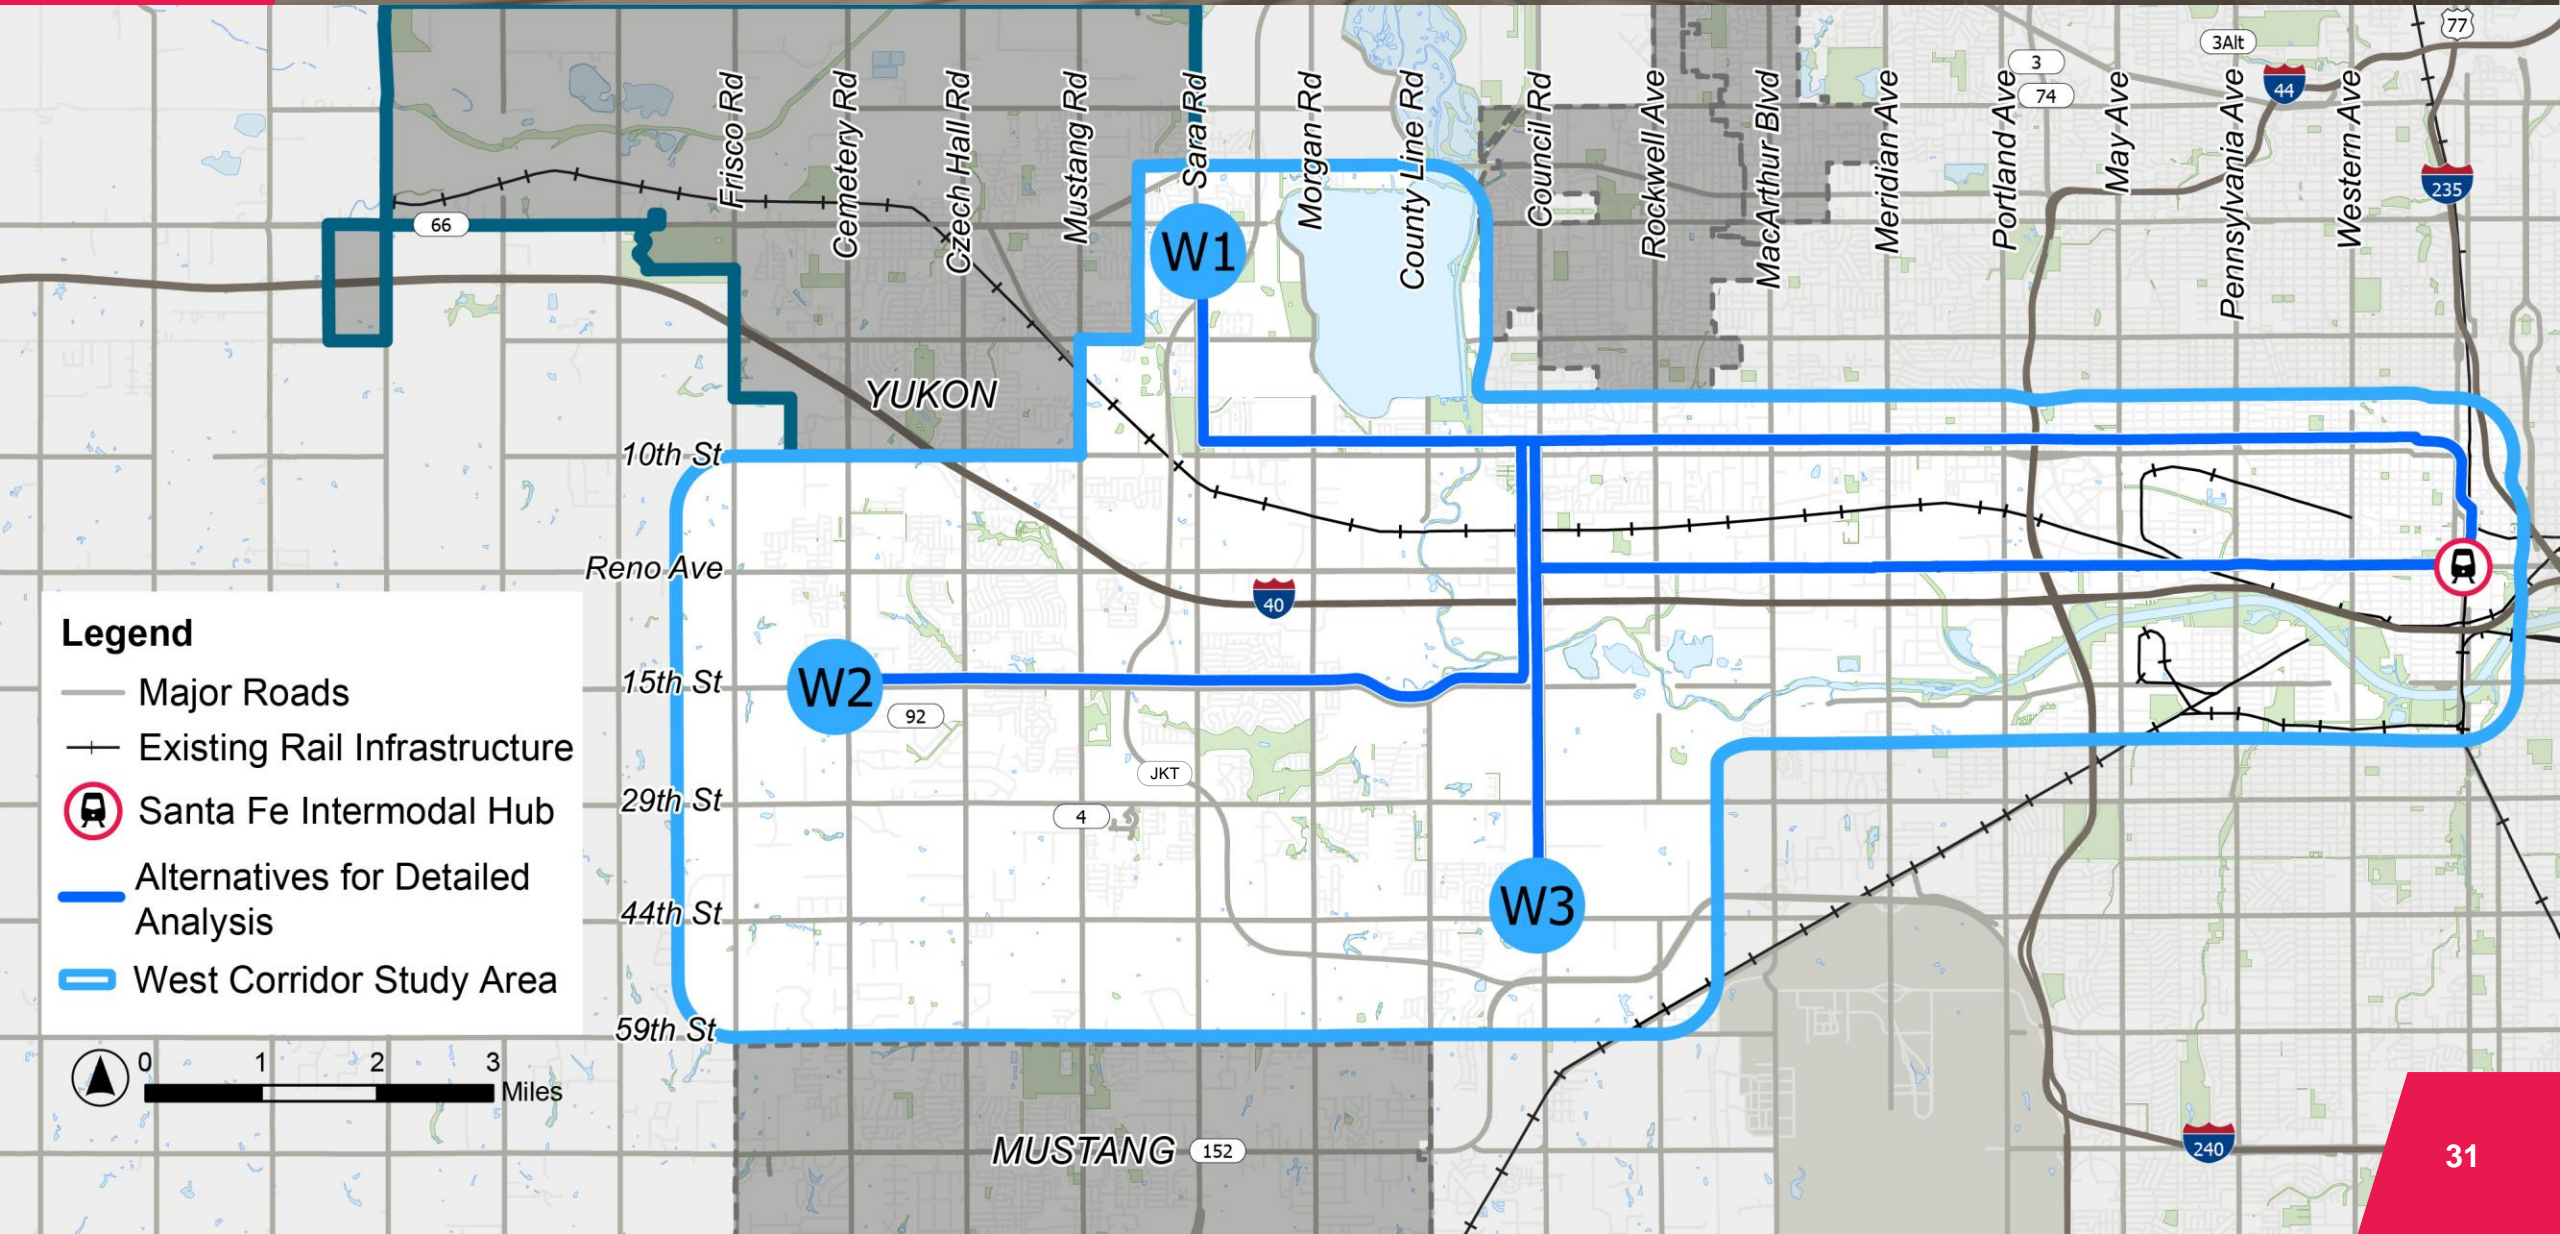 77
3Alt
3
44
74
Frisco Rd
Cemetery Rd
Czech Hall Rd
Mustang Rd
Sara Rd
Morgan Rd
County Line Rd
Council Rd
Rockwell Ave
MacArthur Blvd
Meridian Ave
Portland Ave
May Ave
Pennsylvania Ave
Western Ave
235
66
W1
YUKON
10th St
Reno Ave
40
Legend
Major Roads
Existing Rail Infrastructure
Santa Fe Intermodal Hub
Alternatives for Detailed
Analysis
West Corridor Study Area
15th St
W2
92
JKT
29th St
4
44th St
W3
59th St
0 1 2 3
Miles
MUSTANG
152
240
31